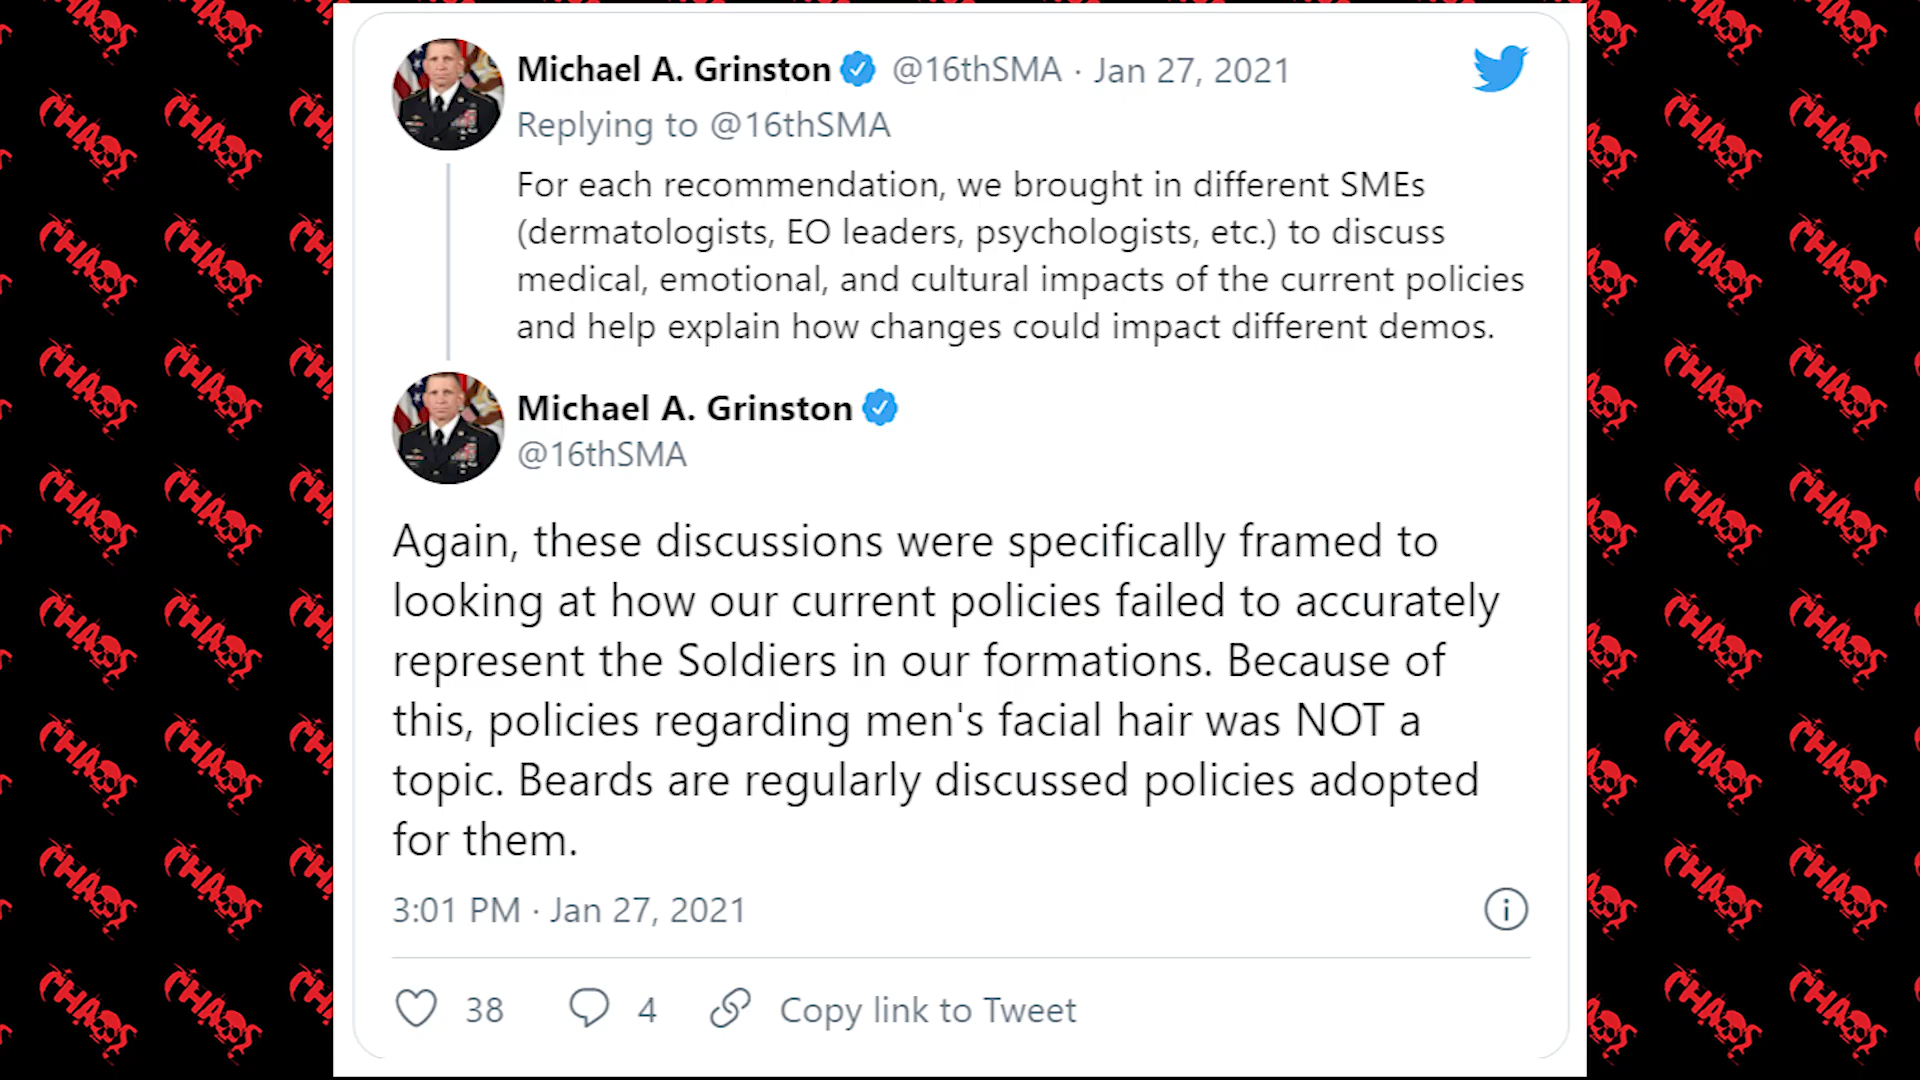 Michael A. Grinston @16thSMA · Jan 27, 2021
Replying to @16thSMA
For each recommendation, we brought in different SMEs
(dermatologists, EO leaders, psychologists, etc.) to discuss
medical, emotional, and cultural impacts of the current policies
and help explain how changes could impact different demos.
Michael A. Grinston
@16thSMA
Again, these discussions were specifically framed to
looking at how our current policies failed to accurately
represent the Soldiers in our formations. Because of
this, policies regarding men's facial hair was NOT a
topic. Beards are regularly discussed policies adopted
for them.
3:01 PM · Jan 27, 2021
38 4 Copy link to Tweet
CHAOS